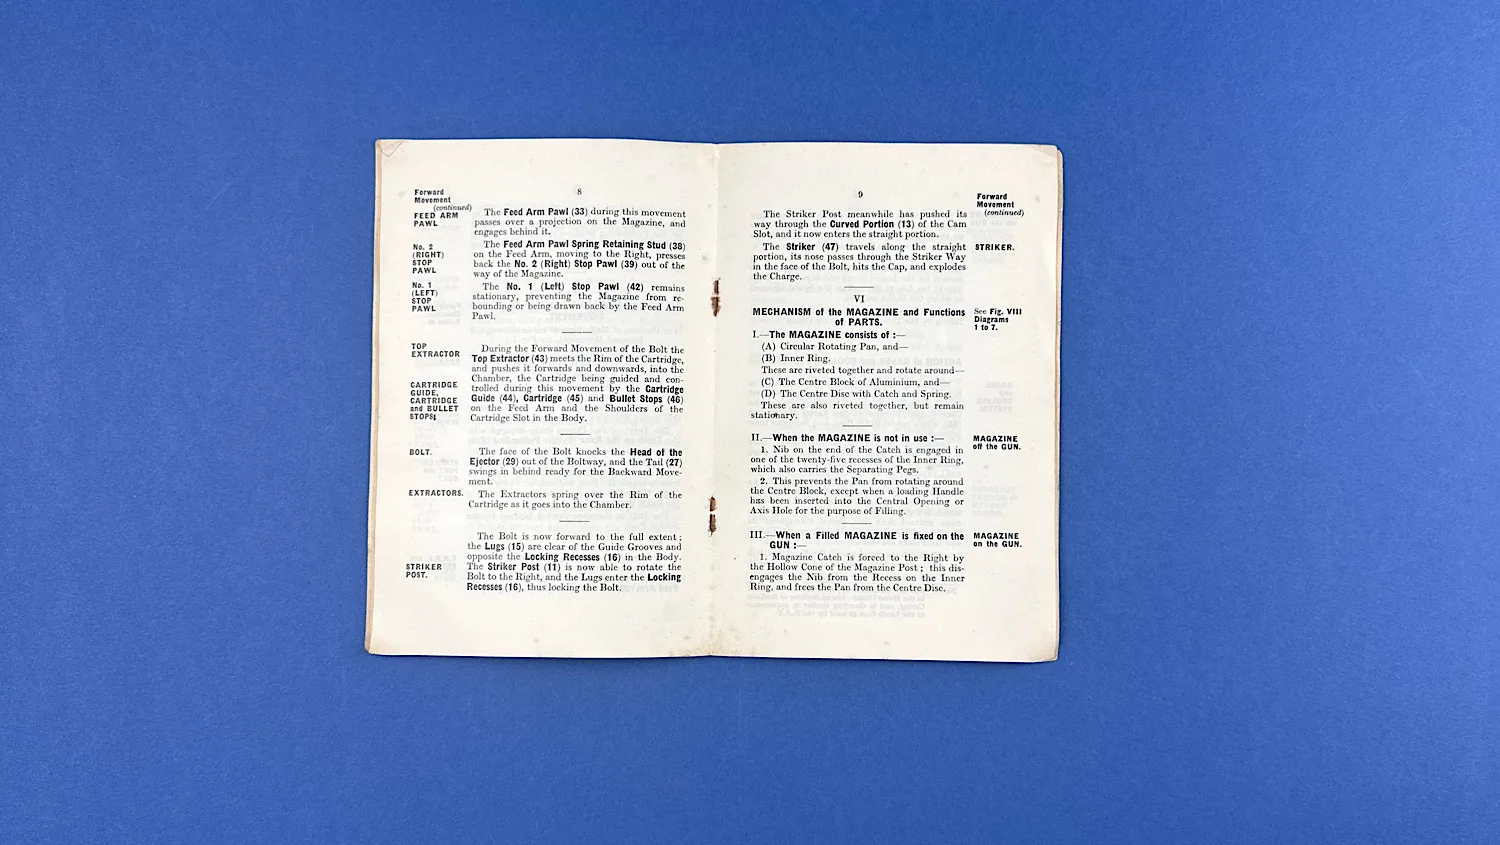 8
Forward
Movement
(continued)
FEED ARM
PAWL
The Feed Arm Pawl (33) during this movement
passes over a projection on the Magazine, and
engages behind it.
No. 2
(RIGHT)
STOP
PAWL
The Feed Arm Pawl Spring Retaining Stud (38)
on the Feed Arm, moving to the Right, presses
back the No. 2 (Right) Stop Pawl (39) out of the
way of the Magazine.
No. 1
(LEFT)
STOP
PAWL
The No. 1 (Left) Stop Pawl (42) remains
stationary, preventing the Magazine from re-
bounding or being drawn back by the Feed Arm
Pawl.
TOP
EXTRACTOR
CARTRIDGE
GUIDE,
CARTRIDGE
and BULLET
STOPS
During the Forward Movement of the Bolt the
Top Extractor (43) meets the Rim of the Cartridge,
and pushes it forwards and downwards, into the
Chamber, the Cartridge being guided and con-
trolled during this movement by the Cartridge
Guide (44), Cartridge (45) and Bullet Stops (46)
on the Feed Arm and the Shoulders of the
Cartridge Slot in the Body.
BOLT.
The face of the Bolt knocks the Head of the
Ejector (29) out of the Boltway, and the Tail (27)
swings in behind ready for the Backward Move-
ment.
EXTRACTORS.
The Extractors spring over the Rim of the
Cartridge as it goes into the Chamber.
STRIKER
POST.
The Bolt is now forward to the full extent;
the Lugs (15) are clear of the Guide Grooves and
opposite the Locking Recesses (16) in the Body.
The Striker Post (11) is now able to rotate the
Bolt to the Right, and the Lugs enter the Locking
Recesses (16), thus locking the Bolt.
9
Forward
Movement
(continued)
The Striker Post meanwhile has pushed its
way through the Curved Portion (13) of the Cam
Slot, and it now enters the straight portion.
The Striker (47) travels along the straight
portion, its nose passes through the Striker Way
in the face of the Bolt, hits the Cap, and explodes
the Charge.
STRIKER.
VI
MECHANISM of the MAGAZINE and Functions
of PARTS.
See Fig. VIII
Diagrams
1 to 7.
I.—The MAGAZINE consists of :—
(A) Circular Rotating Pan, and—
(B) Inner Ring.
These are riveted together and rotate around—
(C) The Centre Block of Aluminium, and—
(D) The Centre Disc with Catch and Spring.
These are also riveted together, but remain
stationary.
II.—When the MAGAZINE is not in use :—
MAGAZINE
off the GUN.
1. Nib on the end of the Catch is engaged in
one of the twenty-five recesses of the Inner Ring,
which also carries the Separating Pegs.
2. This prevents the Pan from rotating around
the Centre Block, except when a loading Handle
has been inserted into the Central Opening or
Axis Hole for the purpose of Filling.
III.—When a Filled MAGAZINE is fixed on the
GUN :—
MAGAZINE
on the GUN.
1. Magazine Catch is forced to the Right by
the Hollow Cone of the Magazine Post; this dis-
engages the Nib from the Recess on the Inner
Ring, and frees the Pan from the Centre Disc.